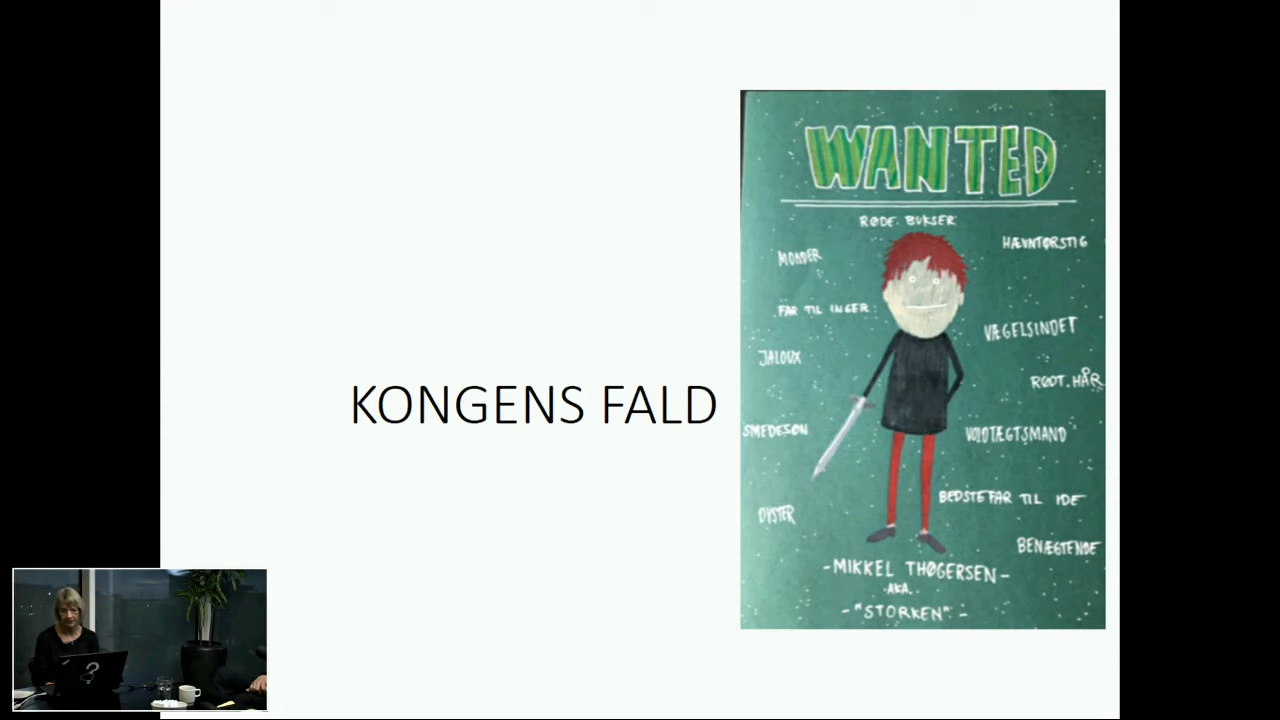 KONGENS FALD
WANTED
RØDE BUKSER
MORDER
HÆVNTØRSTIG
FAR TIL INGER
VÆGELSINDET
JALOUX
RØDT HÅR
SMEDESØN
VOLDTÆGTSMAND
BEDSTEFAR TIL IDE
DYSTER
BENÆGTENDE
-MIKKEL THØGERSEN-
AKA.
-"STORKEN"-
?